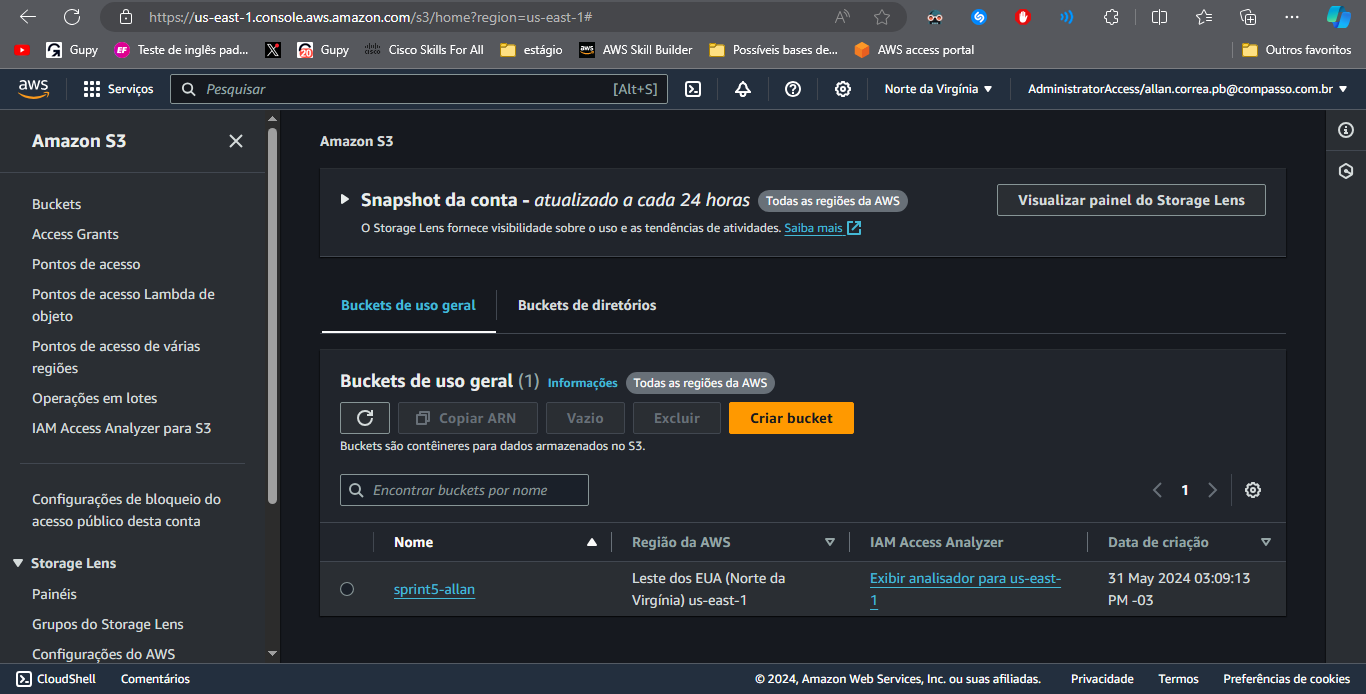 https://us-east-1.console.aws.amazon.com/s3/home?region=us-east-1#
Gupy
EF
Teste de inglês pad...
X
20
Gupy
cisco
Cisco Skills For All
estágio
aws
AWS Skill Builder
Possíveis bases de...
AWS access portal
Outros favoritos
aws
Serviços
Pesquisar
[Alt+S]
Norte da Virgínia
AdministratorAccess/allan.correa.pb@compasso.com.br
Amazon S3
Buckets
Access Grants
Pontos de acesso
Pontos de acesso Lambda de
objeto
Pontos de acesso de várias
regiões
Operações em lotes
IAM Access Analyzer para S3
Configurações de bloqueio do
acesso público desta conta
Storage Lens
Painéis
Grupos do Storage Lens
Configurações do AWS
Amazon S3
Snapshot da conta - atualizado a cada 24 horas
Todas as regiões da AWS
O Storage Lens fornece visibilidade sobre o uso e as tendências de atividades. Saiba mais
Visualizar painel do Storage Lens
Buckets de uso geral
Buckets de diretórios
Buckets de uso geral (1)
Informações
Todas as regiões da AWS
Copiar ARN
Vazio
Excluir
Criar bucket
Buckets são contêineres para dados armazenados no S3.
Encontrar buckets por nome
1
Nome
Região da AWS
IAM Access Analyzer
Data de criação
sprint5-allan
Leste dos EUA (Norte da
Virgínia) us-east-1
Exibir analisador para us-east-
1
31 May 2024 03:09:13
PM -03
CloudShell
Comentários
© 2024, Amazon Web Services, Inc. ou suas afiliadas.
Privacidade
Termos
Preferências de cookies